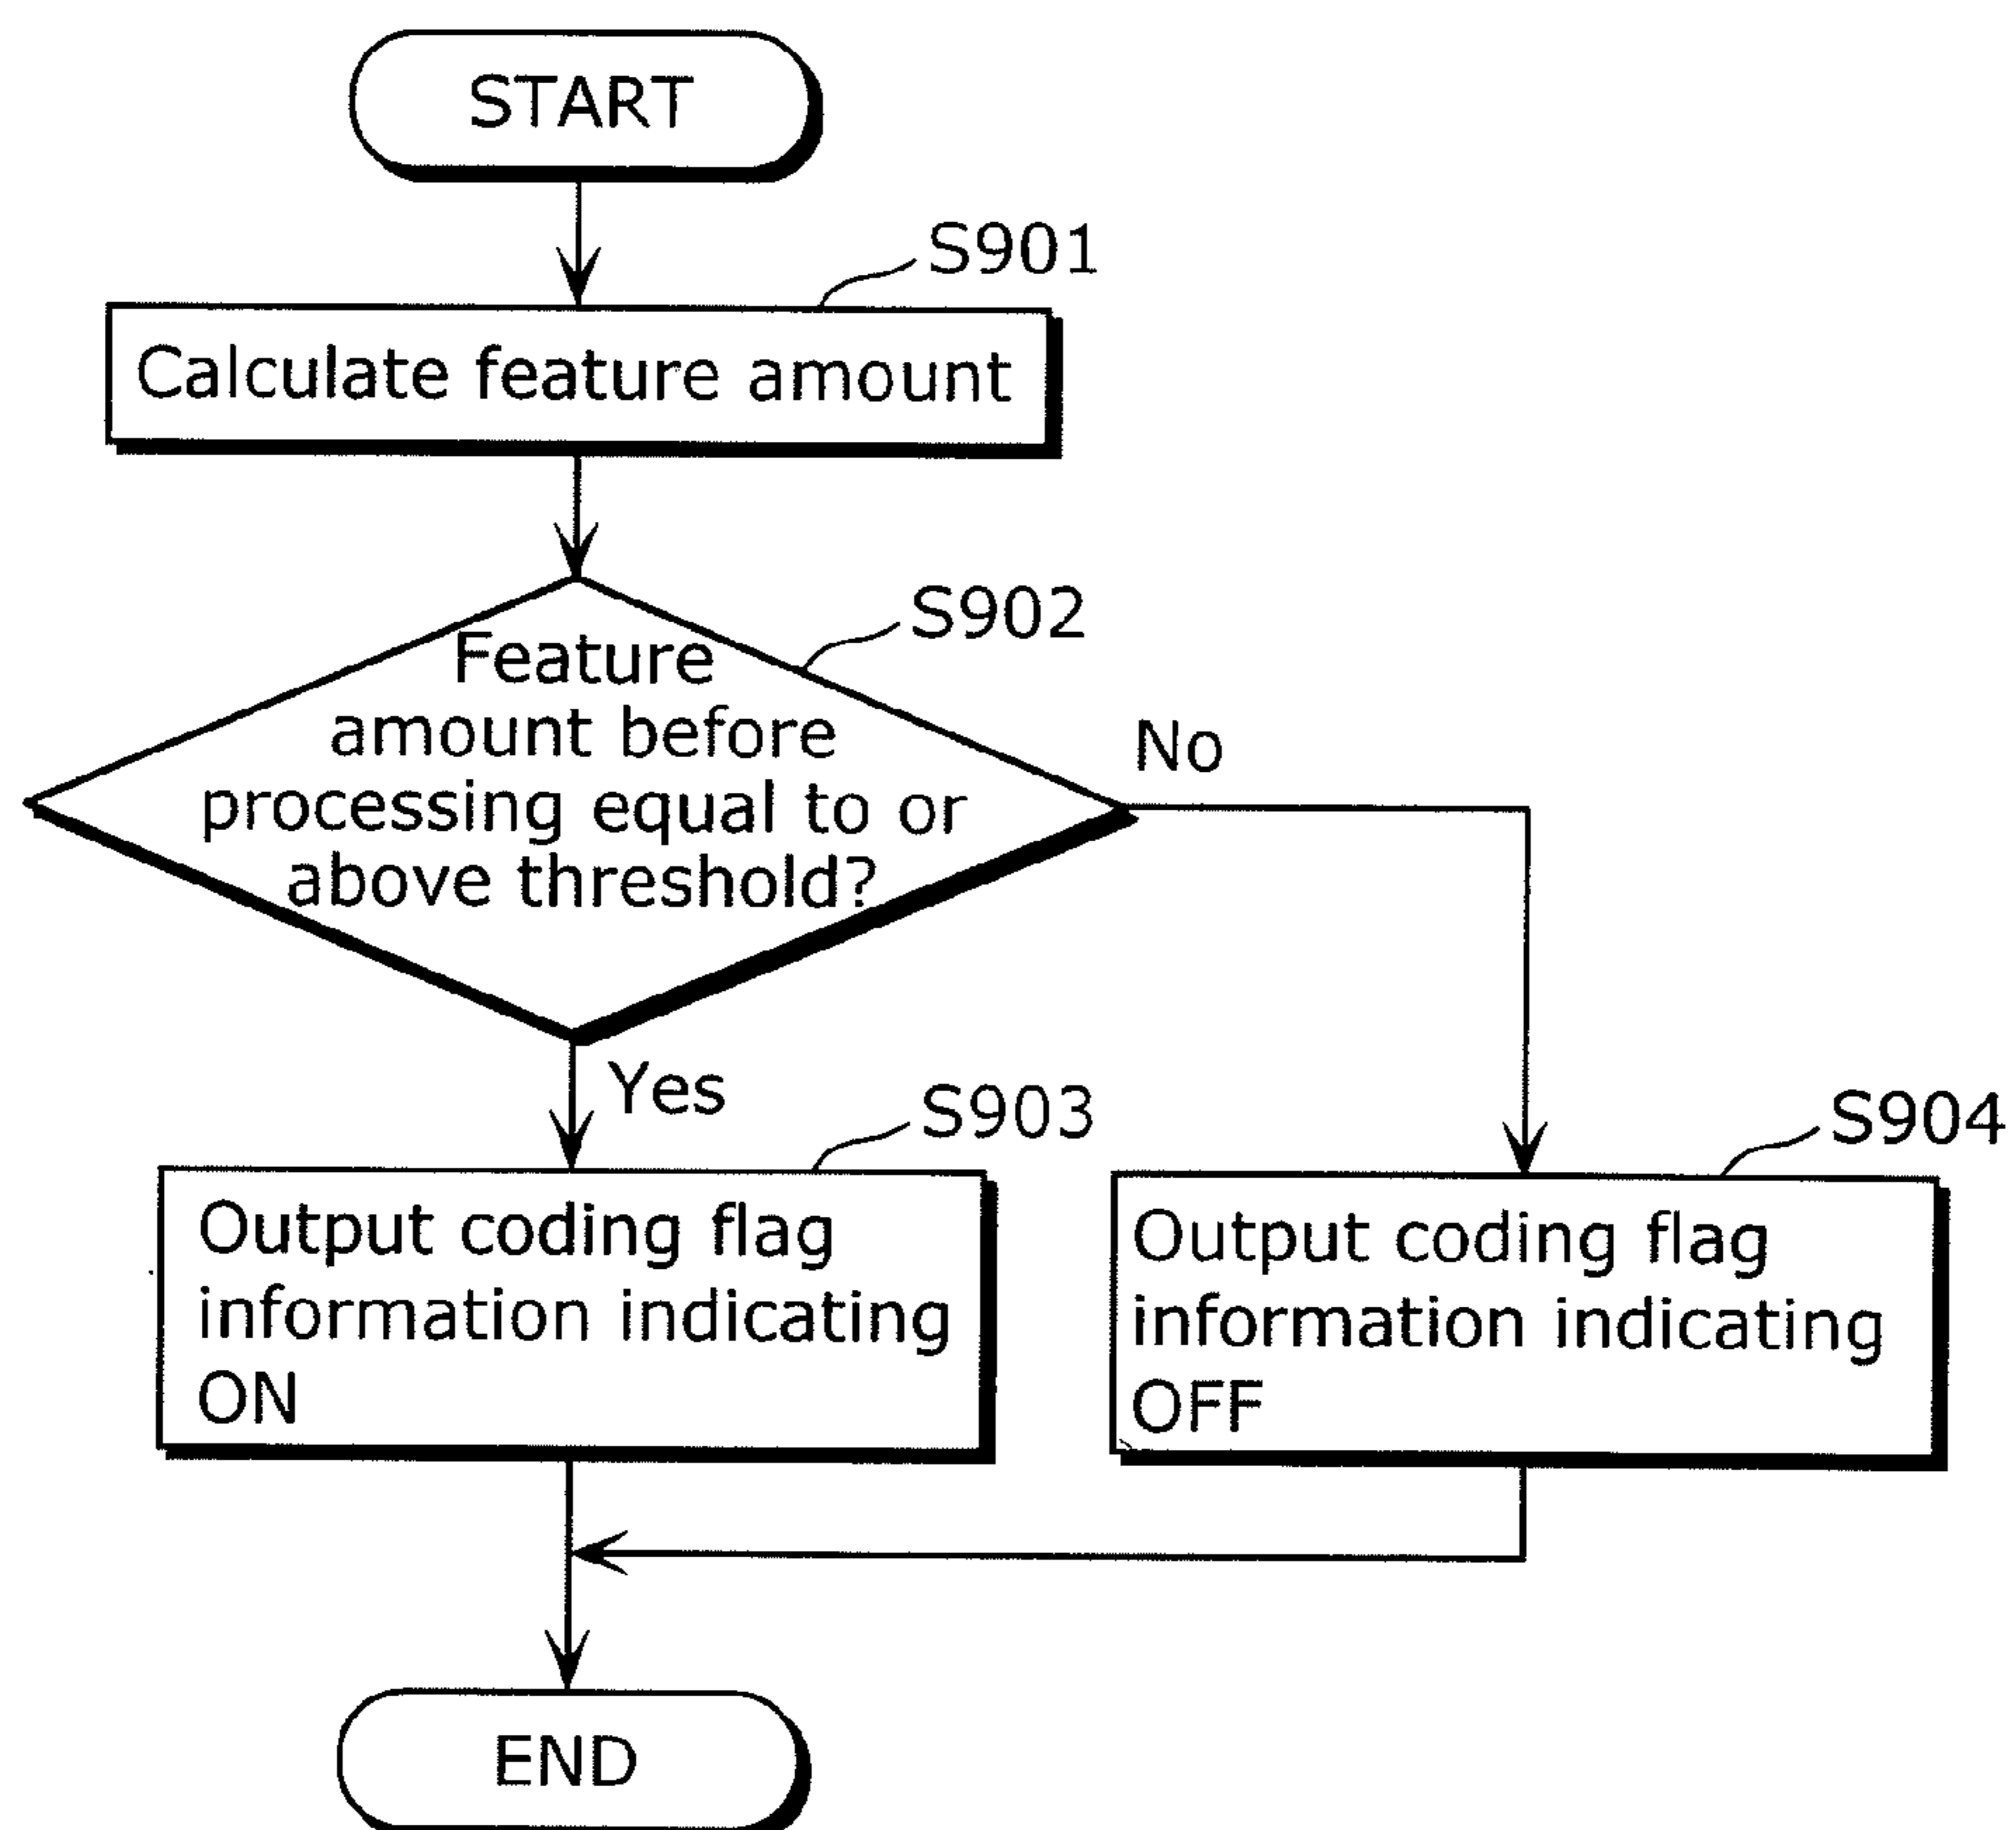 START
S901
Calculate feature amount
S902
Feature
amount before
processing equal to or
above threshold?
No
Yes
S903
Output coding flag
information indicating
ON
S904
Output coding flag
information indicating
OFF
END